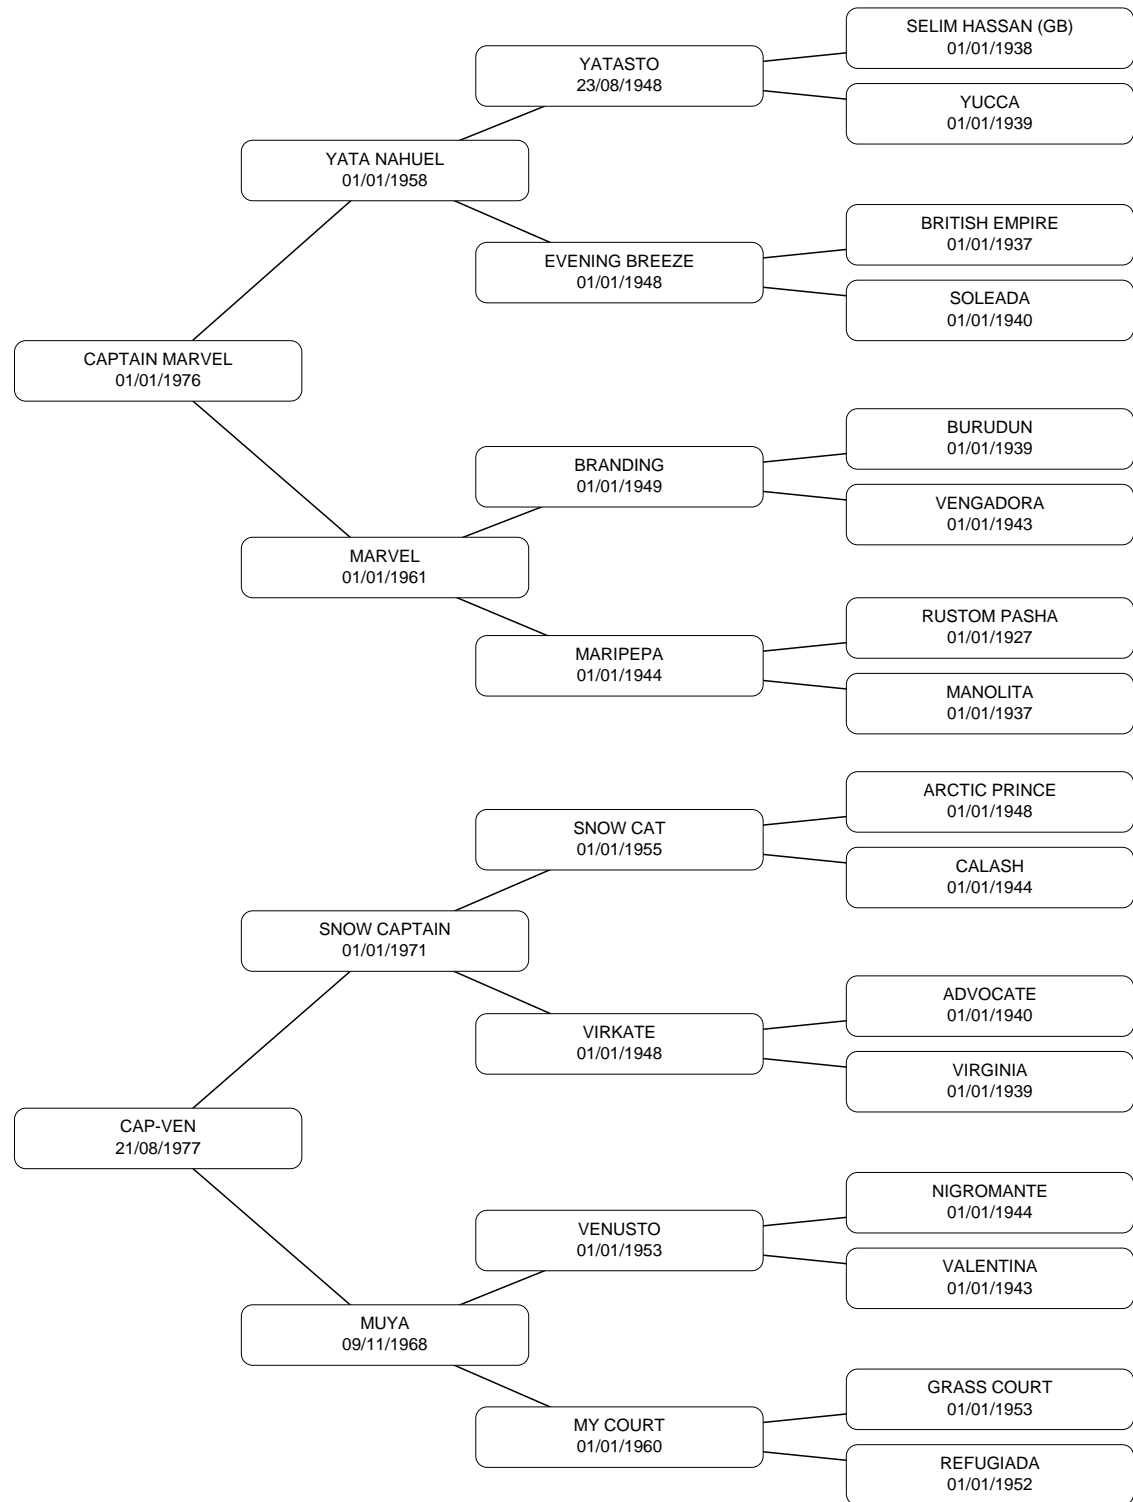 SELIM HASSAN (GB)
01/01/1938
YATASTO
23/08/1948
YUCCA
01/01/1939
YATA NAHUEL
01/01/1958
BRITISH EMPIRE
01/01/1937
EVENING BREEZE
01/01/1948
SOLEADA
01/01/1940
CAPTAIN MARVEL
01/01/1976
BURUDUN
01/01/1939
BRANDING
01/01/1949
VENGADORA
01/01/1943
MARVEL
01/01/1961
RUSTOM PASHA
01/01/1927
MARIPEPA
01/01/1944
MANOLITA
01/01/1937
ARCTIC PRINCE
01/01/1948
SNOW CAT
01/01/1955
CALASH
01/01/1944
SNOW CAPTAIN
01/01/1971
ADVOCATE
01/01/1940
VIRKATE
01/01/1948
VIRGINIA
01/01/1939
CAP-VEN
21/08/1977
NIGROMANTE
01/01/1944
VENUSTO
01/01/1953
VALENTINA
01/01/1943
MUYA
09/11/1968
GRASS COURT
01/01/1953
MY COURT
01/01/1960
REFUGIADA
01/01/1952